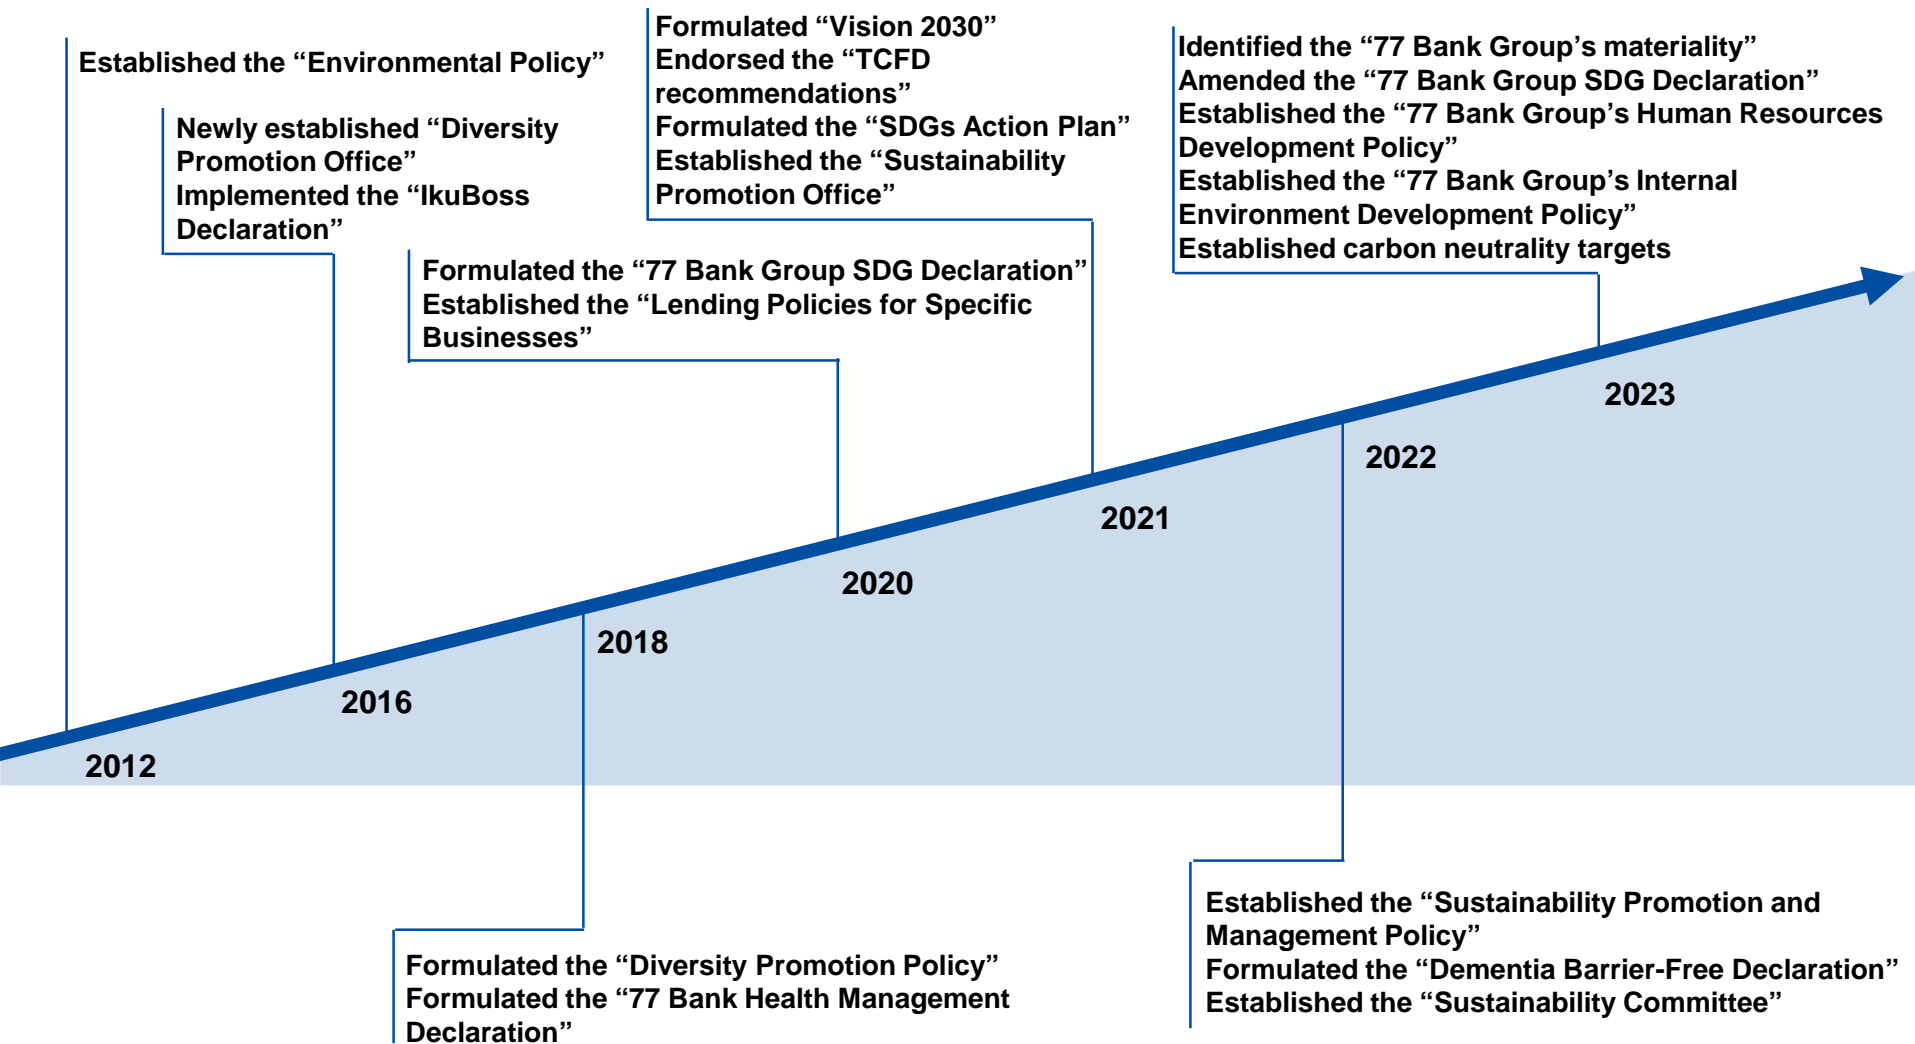 Established the “Environmental Policy”
Newly established “Diversity
Promotion Office”
Implemented the “IkuBoss
Declaration”
Formulated the “77 Bank Group SDG Declaration”
Established the “Lending Policies for Specific
Businesses”
Formulated “Vision 2030”
Endorsed the “TCFD
recommendations”
Formulated the “SDGs Action Plan”
Established the “Sustainability
Promotion Office”
Identified the “77 Bank Group’s materiality”
Amended the “77 Bank Group SDG Declaration”
Established the “77 Bank Group’s Human Resources
Development Policy”
Established the “77 Bank Group’s Internal
Environment Development Policy”
Established carbon neutrality targets
2012
2016
2018
2020
2021
2022
2023
Formulated the “Diversity Promotion Policy”
Formulated the “77 Bank Health Management
Declaration”
Established the “Sustainability Promotion and
Management Policy”
Formulated the “Dementia Barrier-Free Declaration”
Established the “Sustainability Committee”